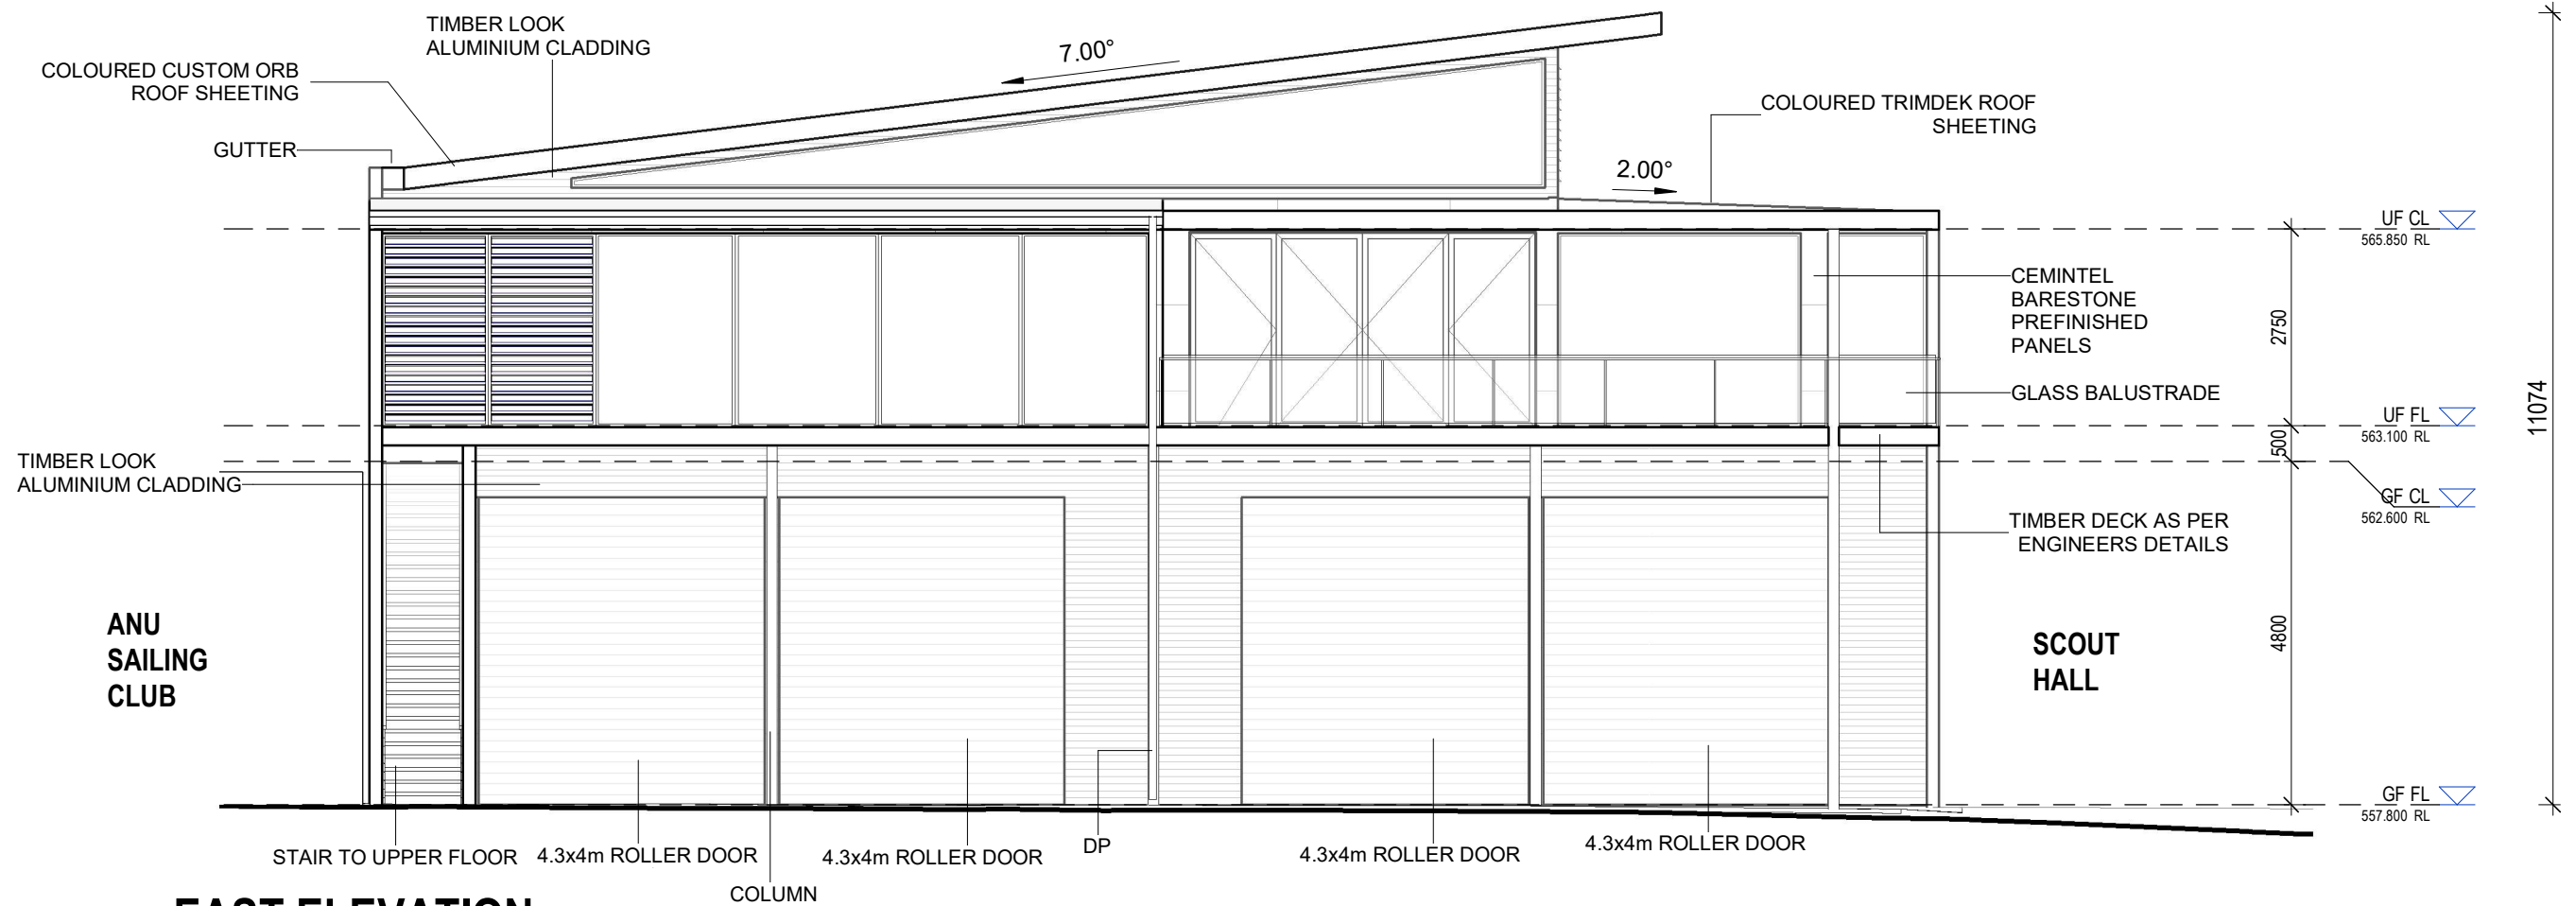 TIMBER LOOK
ALUMINIUM CLADDING
7.00°
COLOURED CUSTOM ORB
ROOF SHEETING
COLOURED TRIMDEK ROOF
SHEETING
GUTTER
2.00°
UF CL
565.850 RL
CEMINTEL
BARESTONE
PREFINISHED
PANELS
2750
GLASS BALUSTRADE
11074
UF FL
563.100 RL
500
TIMBER LOOK
ALUMINIUM CLADDING
GF CL
562.600 RL
TIMBER DECK AS PER
ENGINEERS DETAILS
ANU
SAILING
CLUB
SCOUT
HALL
4800
GF FL
557.800 RL
STAIR TO UPPER FLOOR
4.3x4m ROLLER DOOR
4.3x4m ROLLER DOOR
DP
4.3x4m ROLLER DOOR
4.3x4m ROLLER DOOR
COLUMN
EAST ELEVATION